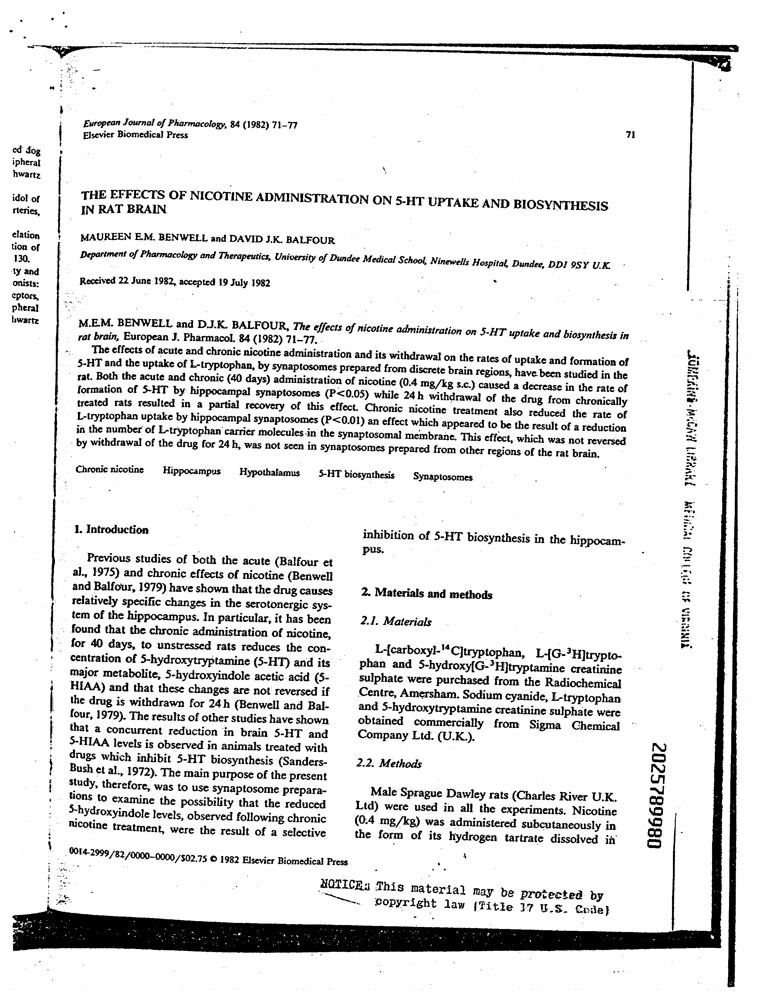 European Journal of Pharmacology, 84 (1982) 71–77
Elsevier Biomedical Press
71
ed dog
ipheral
hwartz
idol of
rteries,
elation
tion of
130.
ty and
onists:
eptors,
pheral
hwartz
THE EFFECTS OF NICOTINE ADMINISTRATION ON 5-HT UPTAKE AND BIOSYNTHESIS
IN RAT BRAIN
MAUREEN E.M. BENWELL and DAVID J.K. BALFOUR
Department of Pharmacology and Therapeutics, University of Dundee Medical School, Ninewells Hospital, Dundee, DD1 9SY U.K.
Received 22 June 1982, accepted 19 July 1982
M.E.M. BENWELL and D.J.K. BALFOUR, The effects of nicotine administration on 5-HT uptake and biosynthesis in
rat brain, European J. Pharmacol. 84 (1982) 71–77.
The effects of acute and chronic nicotine administration and its withdrawal on the rates of uptake and formation of
5-HT and the uptake of L-tryptophan, by synaptosomes prepared from discrete brain regions, have been studied in the
rat. Both the acute and chronic (40 days) administration of nicotine (0.4 mg/kg s.c.) caused a decrease in the rate of
formation of 5-HT by hippocampal synaptosomes (P<0.05) while 24 h withdrawal of the drug from chronically
treated rats resulted in a partial recovery of this effect. Chronic nicotine treatment also reduced the rate of
L-tryptophan uptake by hippocampal synaptosomes (P<0.01) an effect which appeared to be the result of a reduction
in the number of L-tryptophan carrier molecules in the synaptosomal membrane. This effect, which was not reversed
by withdrawal of the drug for 24 h, was not seen in synaptosomes prepared from other regions of the rat brain.
Chronic nicotine Hippocampus Hypothalamus 5-HT biosynthesis Synaptosomes
1. Introduction
Previous studies of both the acute (Balfour et
al., 1975) and chronic effects of nicotine (Benwell
and Balfour, 1979) have shown that the drug causes
relatively specific changes in the serotonergic sys-
tem of the hippocampus. In particular, it has been
found that the chronic administration of nicotine,
for 40 days, to unstressed rats reduces the con-
centration of 5-hydroxytryptamine (5-HT) and its
major metabolite, 5-hydroxyindole acetic acid (5-
HIAA) and that these changes are not reversed if
the drug is withdrawn for 24 h (Benwell and Bal-
four, 1979). The results of other studies have shown
that a concurrent reduction in brain 5-HT and
5-HIAA levels is observed in animals treated with
drugs which inhibit 5-HT biosynthesis (Sanders-
Bush et al., 1972). The main purpose of the present
study, therefore, was to use synaptosome prepara-
tions to examine the possibility that the reduced
5-hydroxyindole levels, observed following chronic
nicotine treatment, were the result of a selective
inhibition of 5-HT biosynthesis in the hippocam-
pus.
2. Materials and methods
2.1. Materials
L-[carboxyl-¹⁴C]tryptophan, L-[G-³H]trypto-
phan and 5-hydroxy[G-³H]tryptamine creatinine
sulphate were purchased from the Radiochemical
Centre, Amersham. Sodium cyanide, L-tryptophan
and 5-hydroxytryptamine creatinine sulphate were
obtained commercially from Sigma Chemical
Company Ltd. (U.K.).
2.2. Methods
Male Sprague Dawley rats (Charles River U.K.
Ltd) were used in all the experiments. Nicotine
(0.4 mg/kg) was administered subcutaneously in
the form of its hydrogen tartrate dissolved in
0014-2999/82/0000–0000/$02.75 © 1982 Elsevier Biomedical Press
NOTICE: This material may be protected by
copyright law (Title 17 U.S. Code)
LIBRARY MEDICAL COLLEGE OF VIRGINIA
2025789980